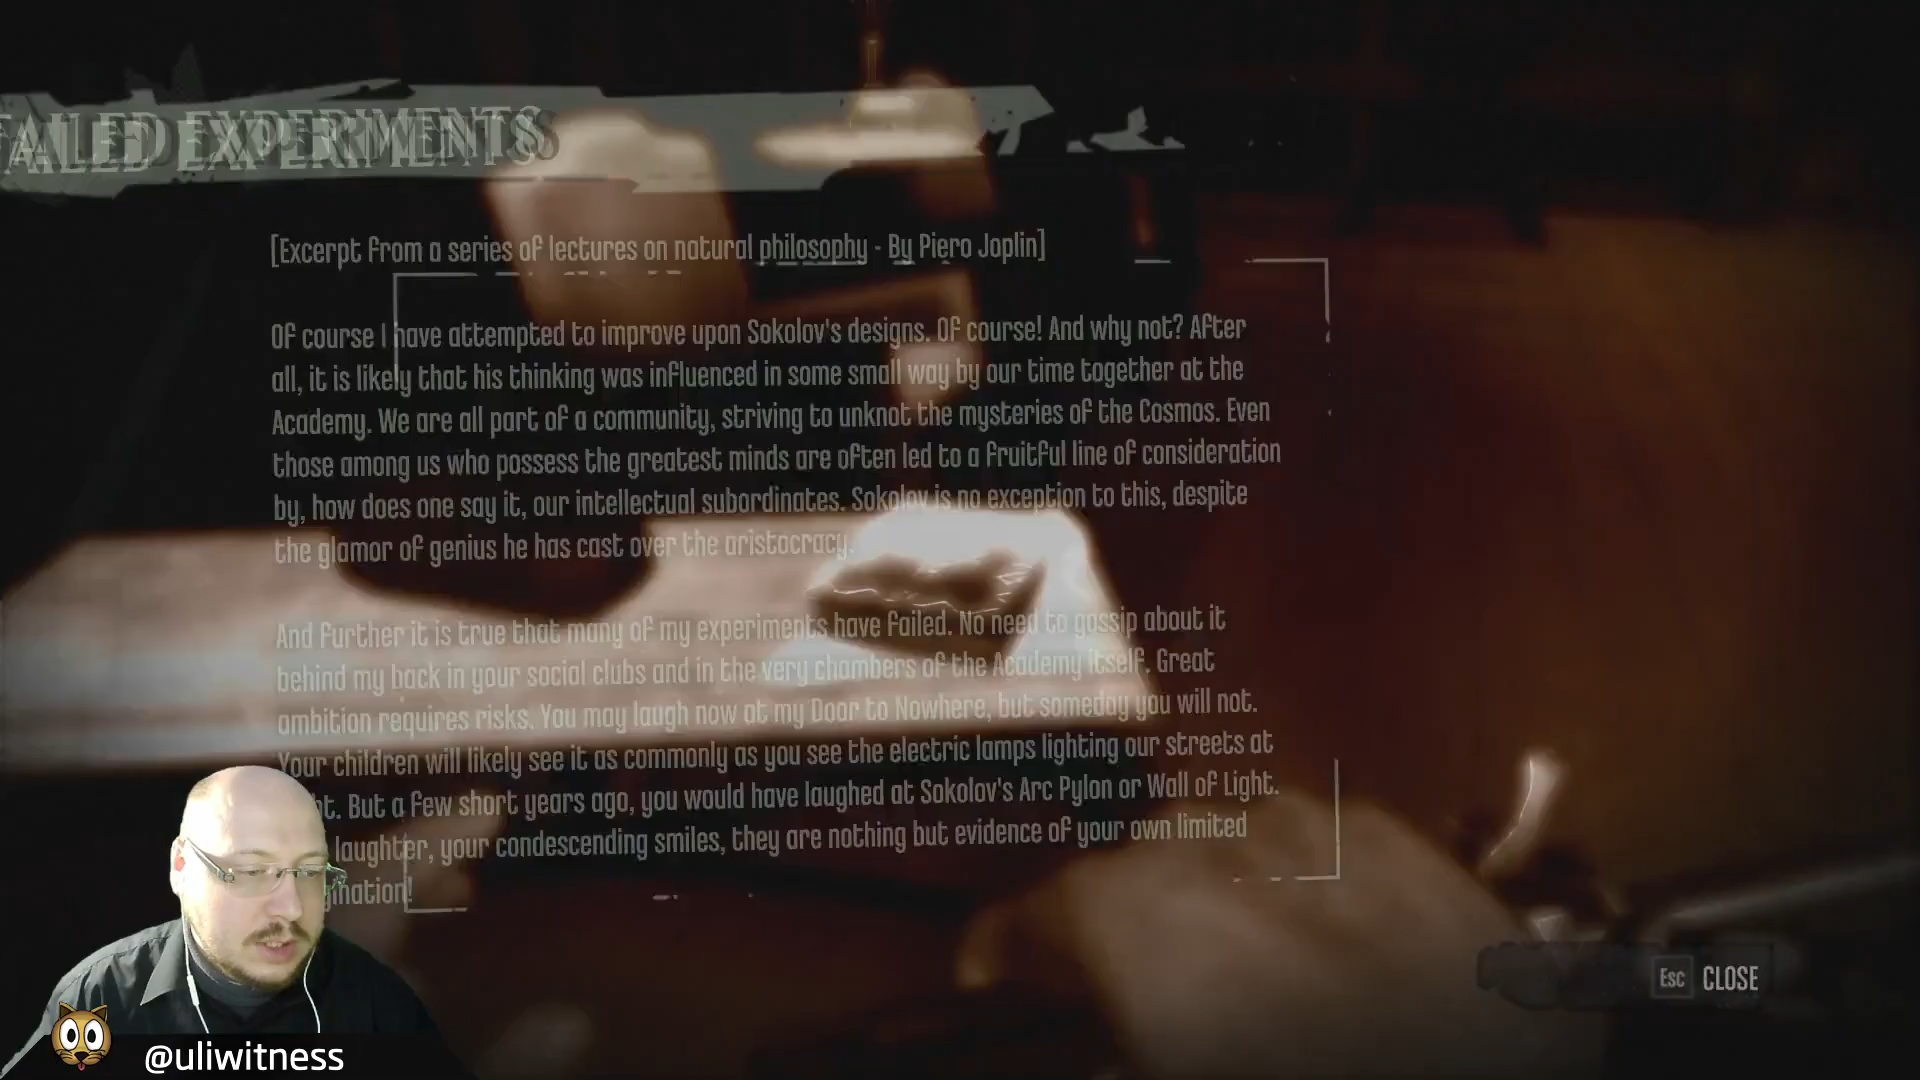 FAILED EXPERIMENTS
[Excerpt from a series of lectures on natural philosophy - By Piero Joplin]
Of course I have attempted to improve upon Sokolov's designs. Of course! And why not? After
all, it is likely that his thinking was influenced in some small way by our time together at the
Academy. We are all part of a community, striving to unknot the mysteries of the Cosmos. Even
those among us who possess the greatest minds are often led to a fruitful line of consideration
by, how does one say it, our intellectual subordinates. Sokolov is no exception to this, despite
the glamor of genius he has cast over the aristocracy.
And further it is true that many of my experiments have failed. No need to gossip about it
behind my back in your social clubs and in the very chambers of the Academy itself. Great
ambition requires risks. You may laugh now at my Door to Nowhere, but someday you will not.
Your children will likely see it as commonly as you see the electric lamps lighting our streets at
ht. But a few short years ago, you would have laughed at Sokolov's Arc Pylon or Wall of Light.
laughter, your condescending smiles, they are nothing but evidence of your own limited
gination!
Esc CLOSE
@uliwitness